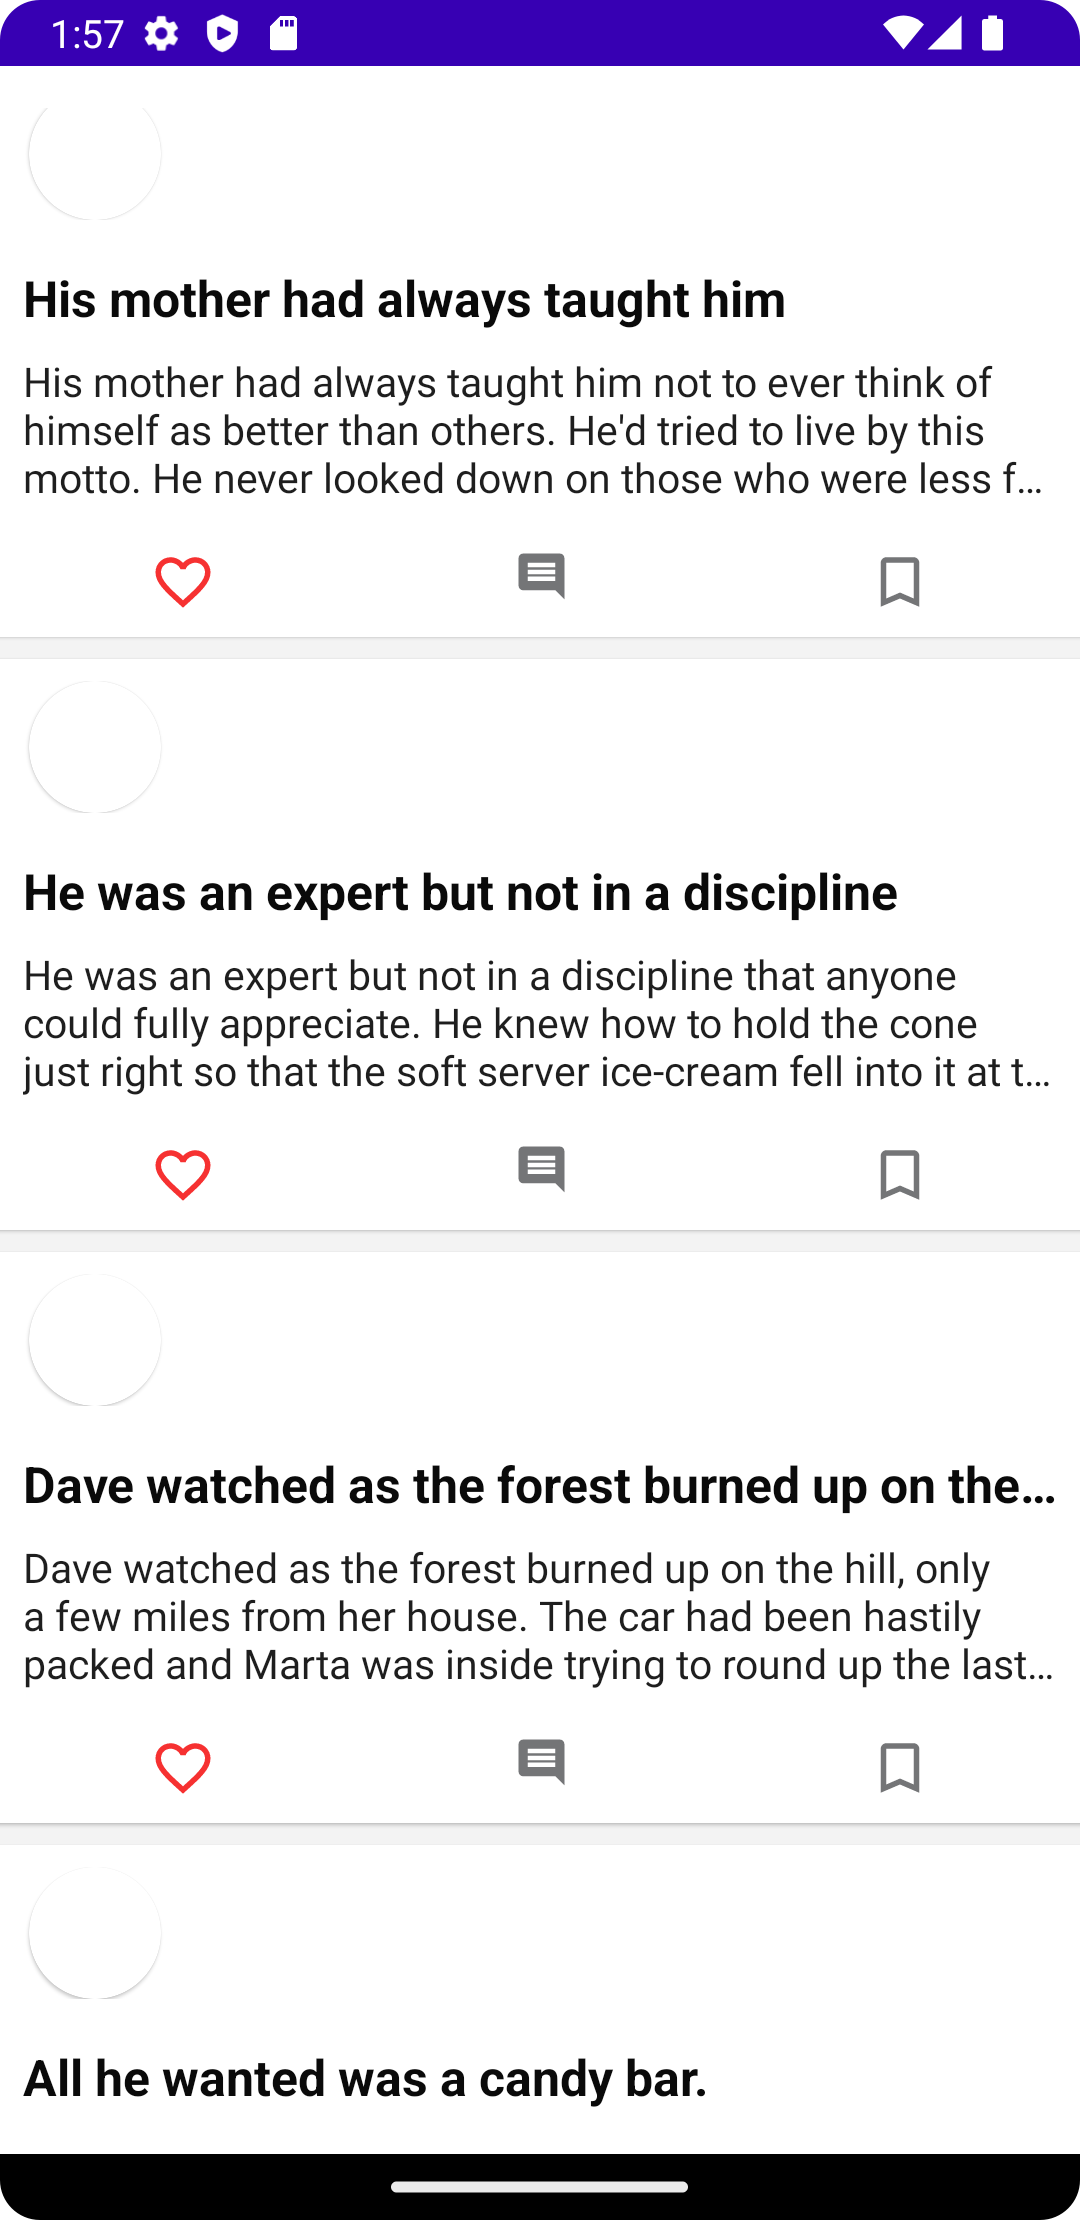 1:57
His mother had always taught him
His mother had always taught him not to ever think of
himself as better than others. He'd tried to live by this
motto. He never looked down on those who were less f…
He was an expert but not in a discipline
He was an expert but not in a discipline that anyone
could fully appreciate. He knew how to hold the cone
just right so that the soft server ice-cream fell into it at t…
Dave watched as the forest burned up on the…
Dave watched as the forest burned up on the hill, only
a few miles from her house. The car had been hastily
packed and Marta was inside trying to round up the last…
All he wanted was a candy bar.